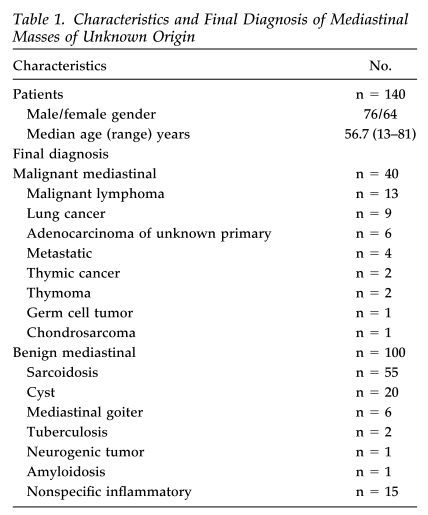 Table 1. Characteristics and Final Diagnosis of Mediastinal
Masses of Unknown Origin
Characteristics No.
Patients n = 140
Male/female gender 76/64
Median age (range) years 56.7 (13–81)
Final diagnosis
Malignant mediastinal n = 40
Malignant lymphoma n = 13
Lung cancer n = 9
Adenocarcinoma of unknown primary n = 6
Metastatic n = 4
Thymic cancer n = 2
Thymoma n = 2
Germ cell tumor n = 1
Chondrosarcoma n = 1
Benign mediastinal n = 100
Sarcoidosis n = 55
Cyst n = 20
Mediastinal goiter n = 6
Tuberculosis n = 2
Neurogenic tumor n = 1
Amyloidosis n = 1
Nonspecific inflammatory n = 15